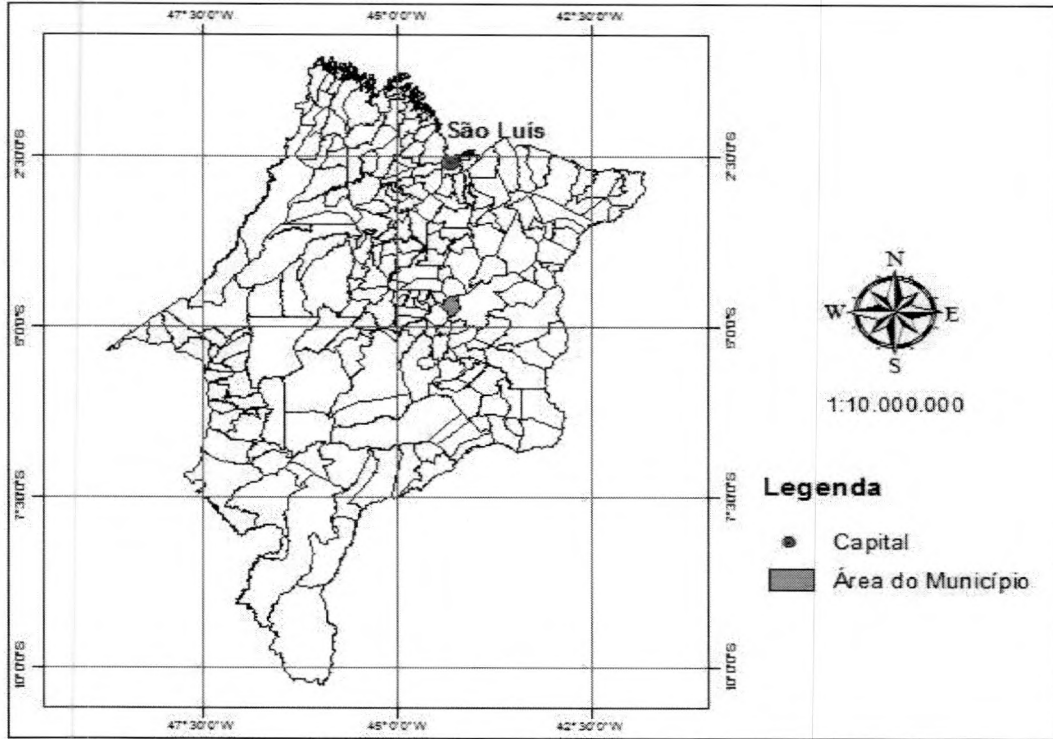 47°30'0"W 45°0'0"W 42°30'0"W
São Luís
2°30'0"S 2°30'0"S
N
W E
S
5°0'0"S 5°0'0"S
1:10.000.000
Legenda
7°30'0"S 7°30'0"S
Capital
Área do Município
10°0'0"S 10°0'0"S
47°30'0"W 45°0'0"W 42°30'0"W